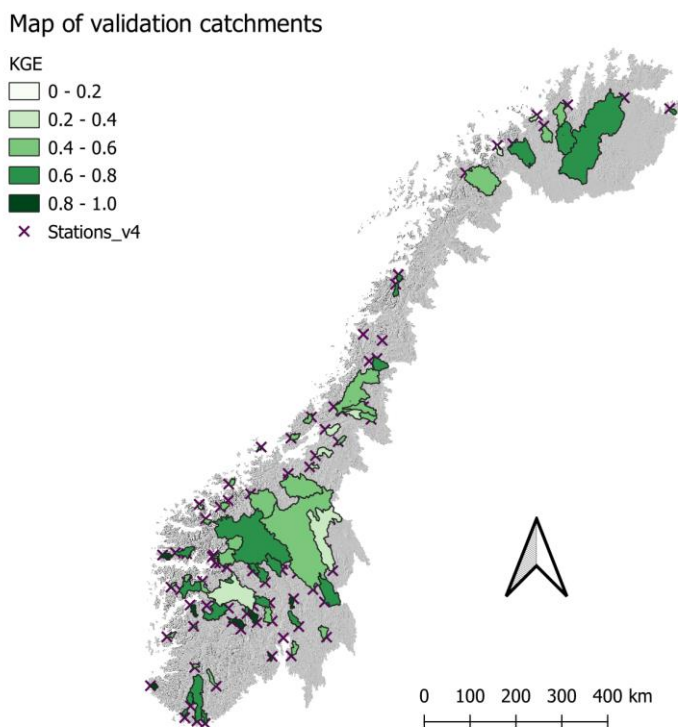 Map of validation catchments
KGE
0 - 0.2
0.2 - 0.4
0.4 - 0.6
0.6 - 0.8
0.8 - 1.0
Stations_v4
0 100 200 300 400 km